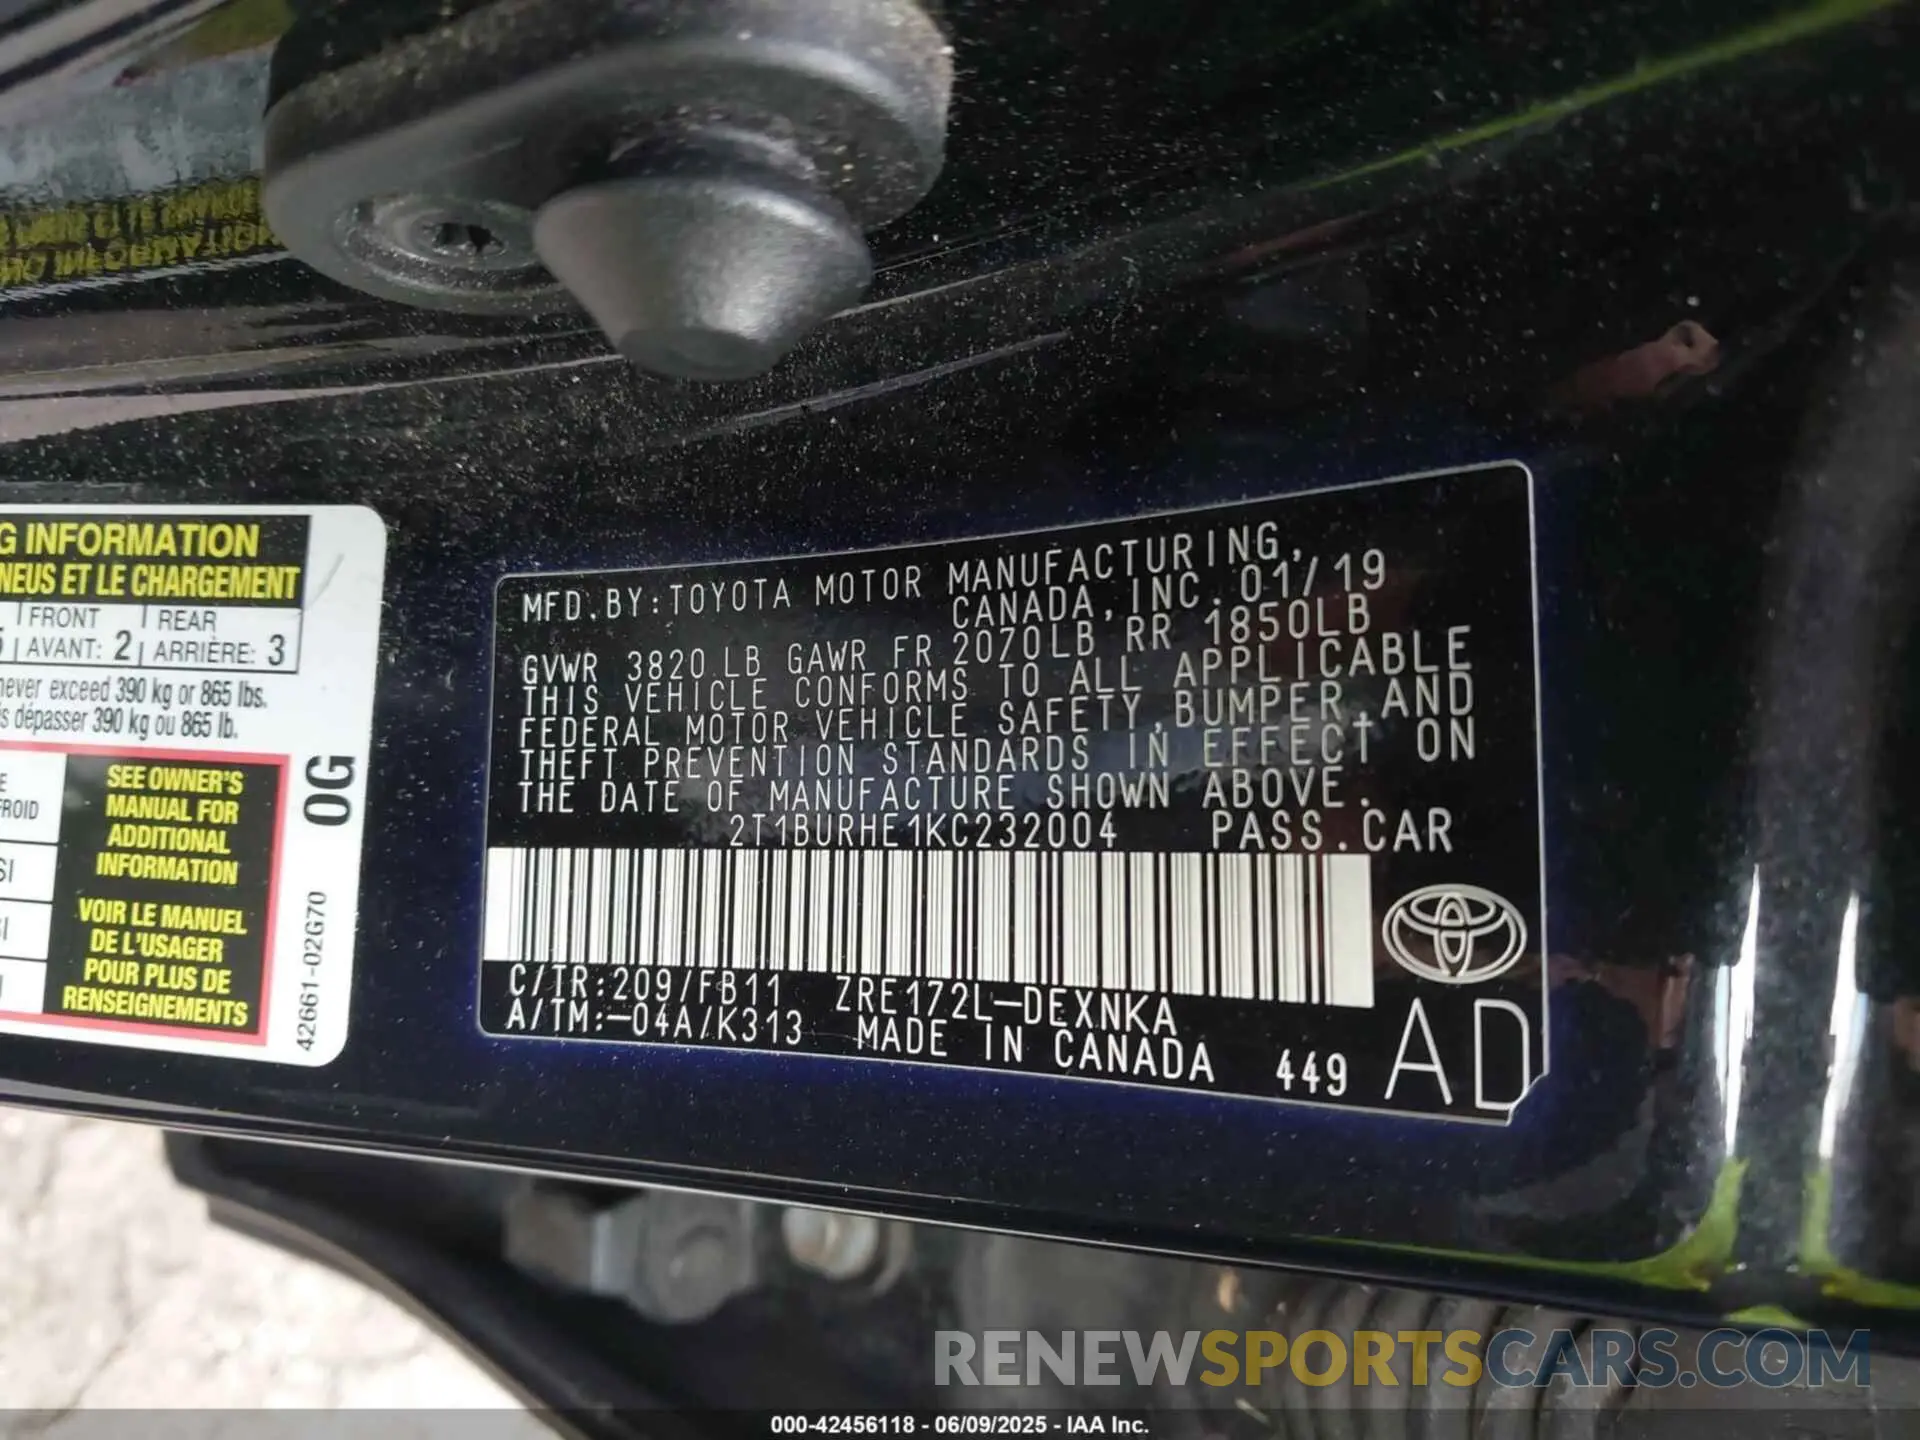 G INFORMATION
NEUS ET LE CHARGEMENT
FRONT REAR
AVANT: 2 ARRIÈRE: 3
never exceed 390 kg or 865 lbs.
s dépasser 390 kg ou 865 lb.
FROID
SEE OWNER'S
MANUAL FOR
ADDITIONAL
INFORMATION
VOIR LE MANUEL
DE L'USAGER
POUR PLUS DE
RENSEIGNEMENTS
0G
42661-02G70
MFD.BY:TOYOTA MOTOR MANUFACTURING,
CANADA,INC. 01/19
GVWR 3820 LB GAWR FR 2070LB RR 1850LB
THIS VEHICLE CONFORMS TO ALL APPLICABLE
FEDERAL MOTOR VEHICLE SAFETY,BUMPER,AND
THEFT PREVENTION STANDARDS IN EFFECT ON
THE DATE OF MANUFACTURE SHOWN ABOVE.
2T1BURHE1KC232004 PASS.CAR
C/TR:209/FB11 ZRE172L-DEXNKA
A/TM:-04A/K313 MADE IN CANADA 449 AD
RENEWSPORTSCARS.COM
000-42456118 - 06/09/2025 - IAA Inc.